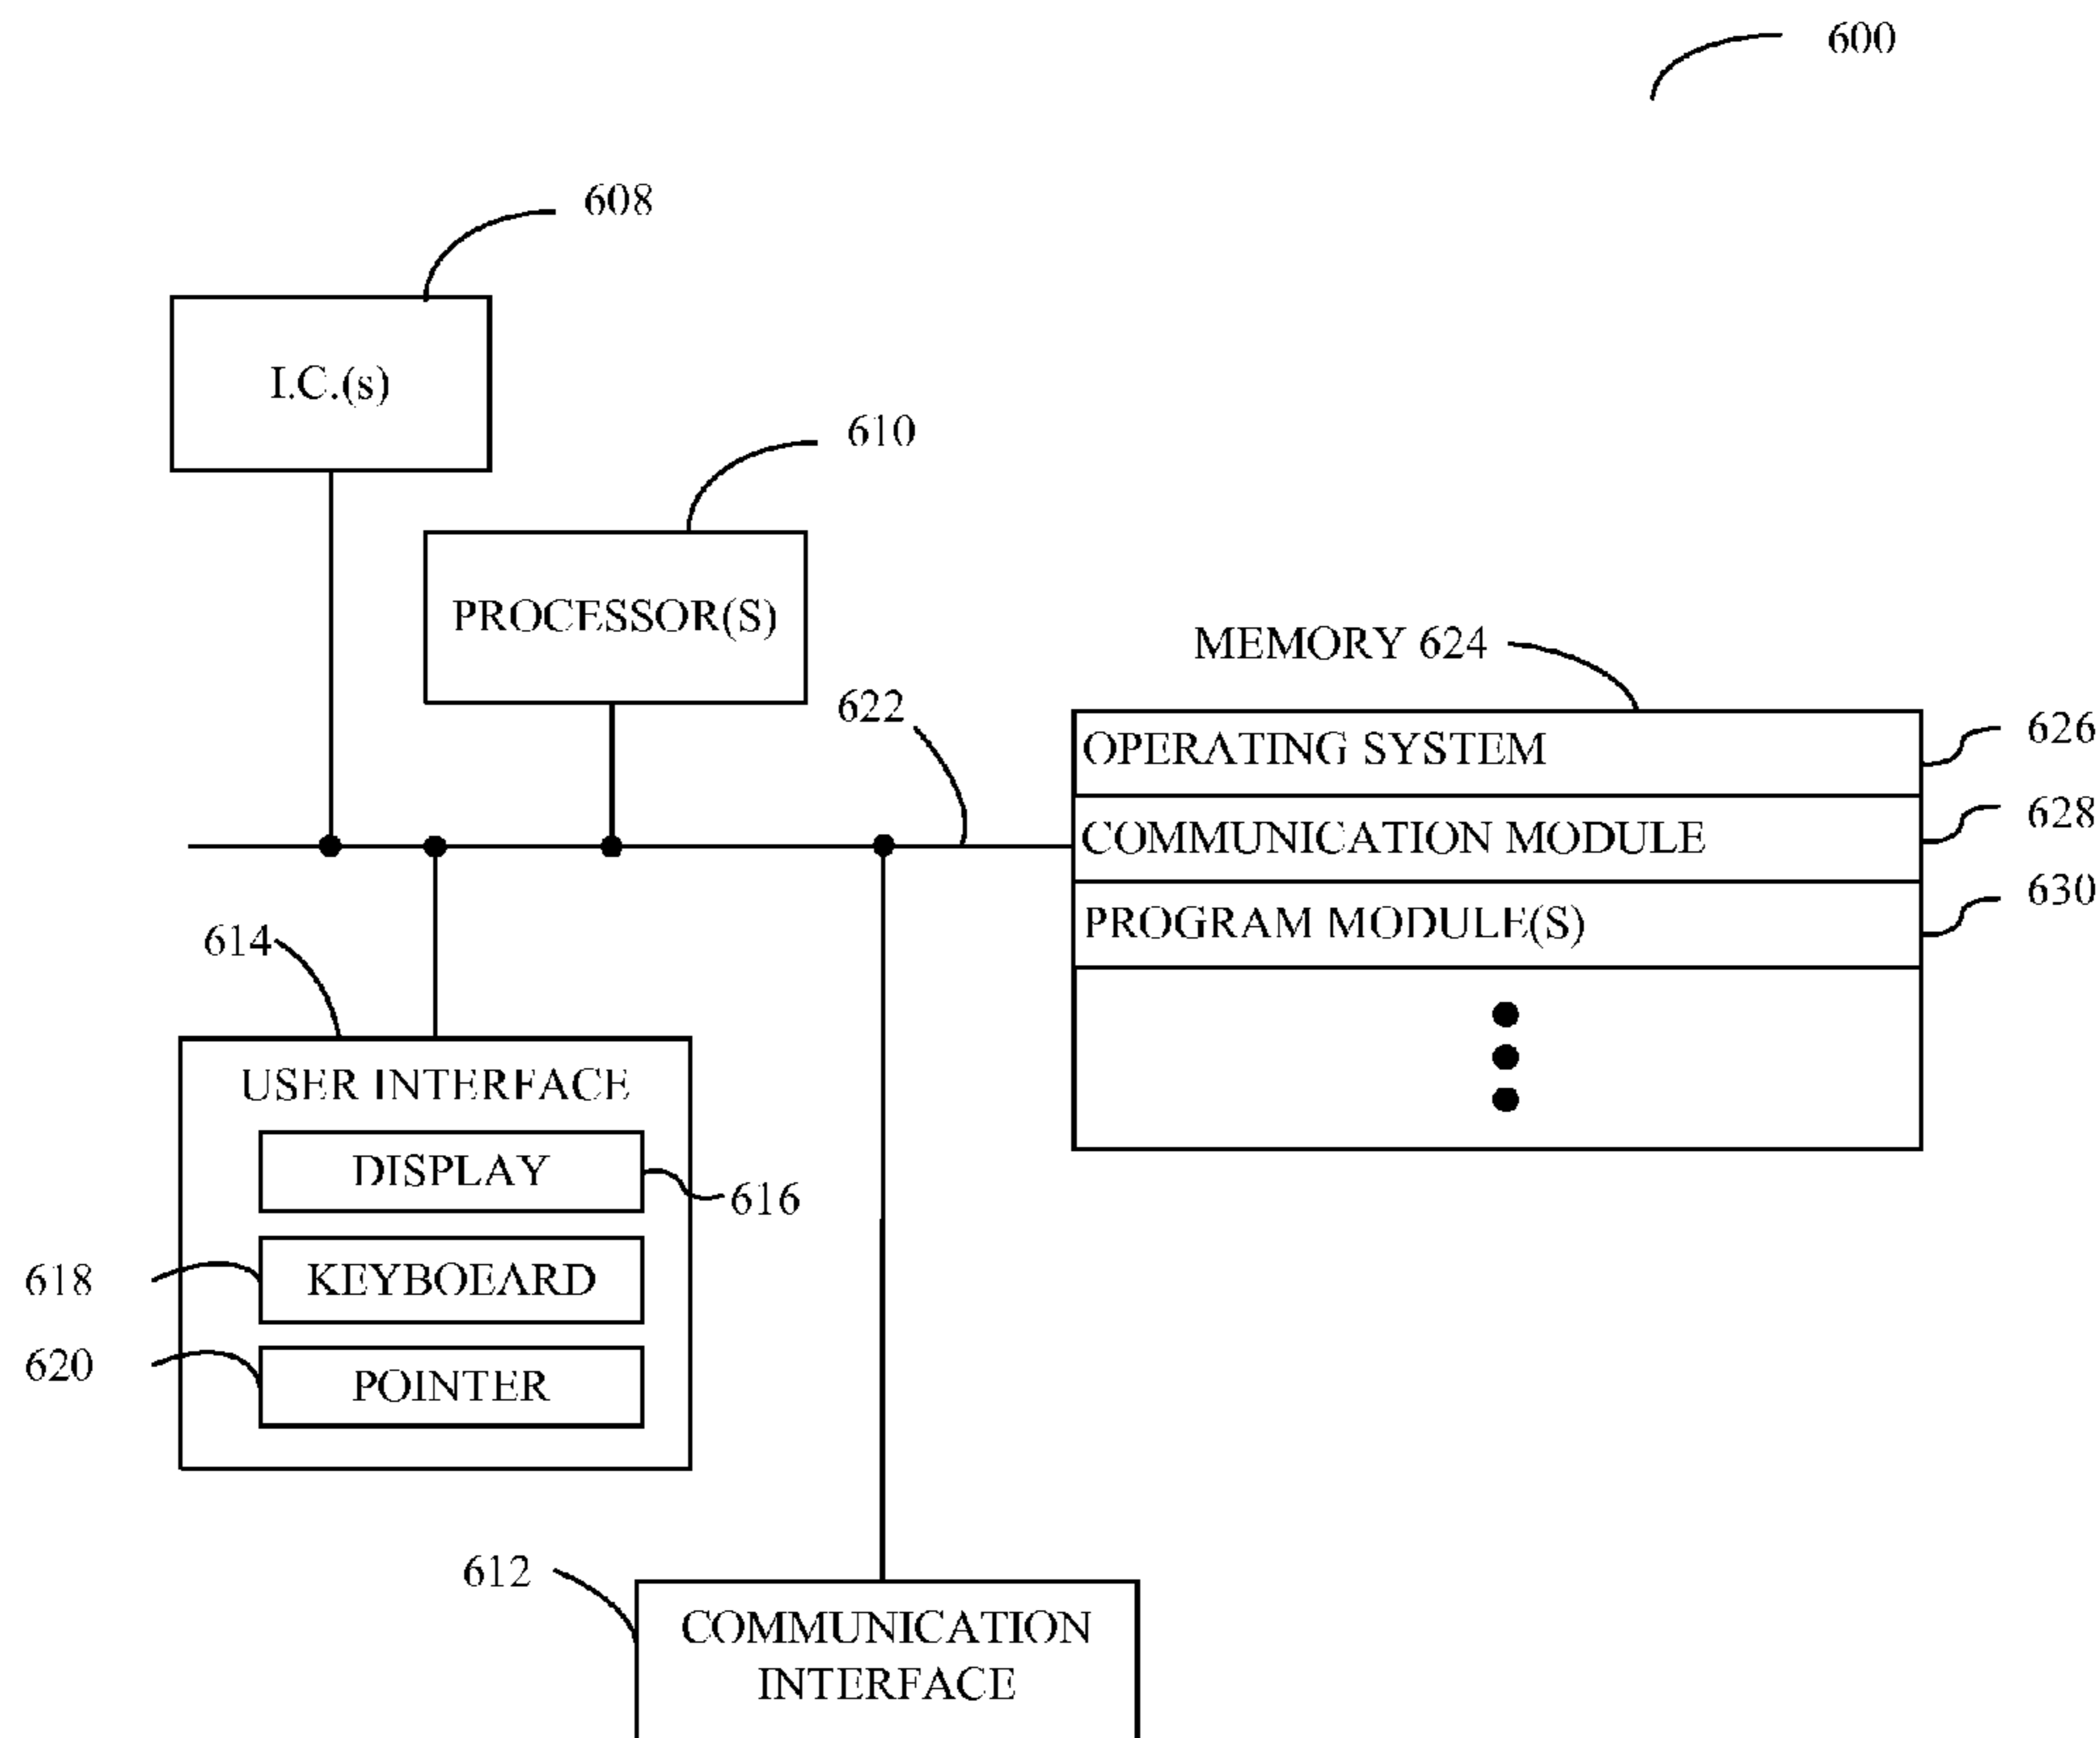 600
608
I.C.(s)
610
PROCESSOR(S)
MEMORY 624
622
OPERATING SYSTEM
626
COMMUNICATION MODULE
628
PROGRAM MODULE(S)
630
614
USER INTERFACE
DISPLAY
616
618
KEYBOEARD
620
POINTER
612
COMMUNICATION
INTERFACE